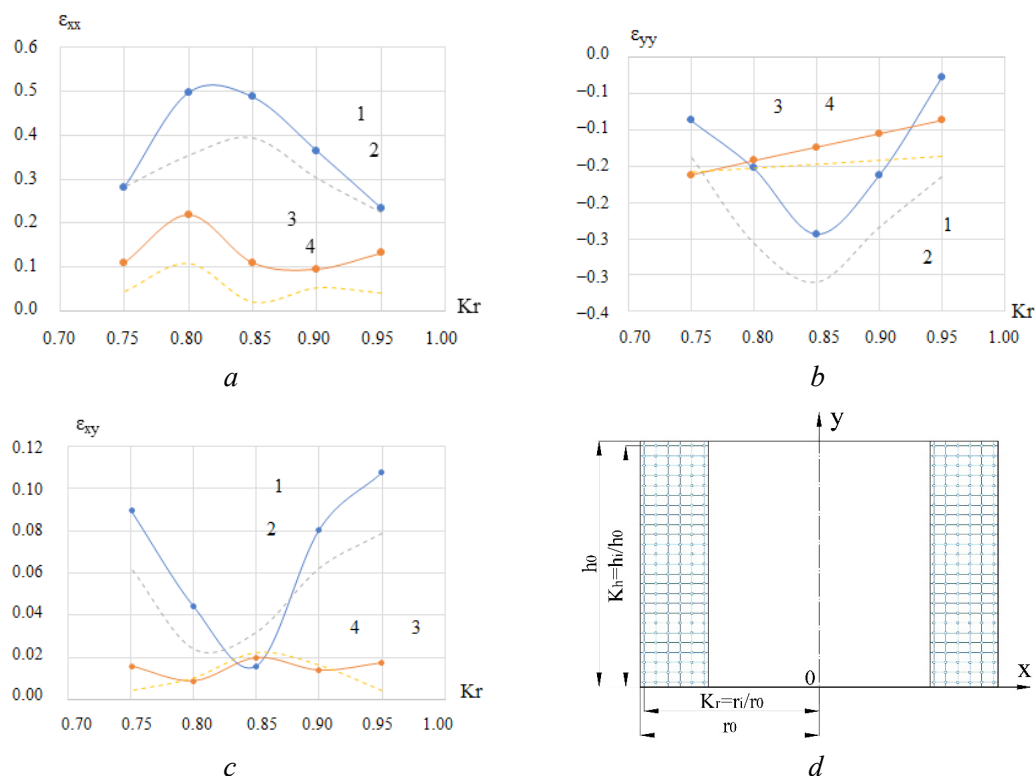 εxx
0.6
0.5
0.4
0.3
0.2
0.1
0.0
1
2
3
4
Kr
0.70 0.75 0.80 0.85 0.90 0.95 1.00
a
εyy
0.0
−0.1
−0.1
−0.2
−0.2
−0.3
−0.3
−0.4
3 4
1
2
Kr
0.70 0.75 0.80 0.85 0.90 0.95 1.00
b
εxy
0.12
0.10
0.08
0.06
0.04
0.02
0.00
1
2
4 3
Kr
0.70 0.75 0.80 0.85 0.90 0.95 1.00
c
y
h0
Kh=hi/h0
0
x
Kr=ri/r0
r0
d